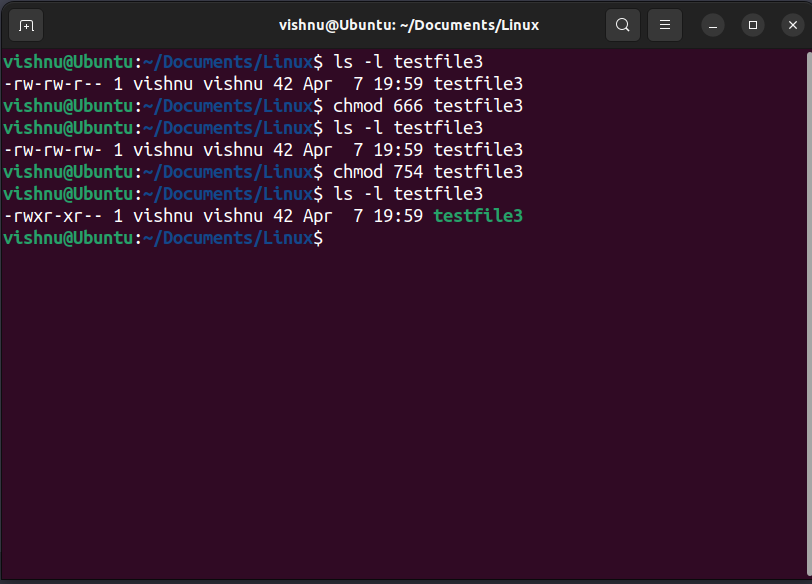 vishnu@Ubuntu: ~/Documents/Linux
vishnu@Ubuntu:~/Documents/Linux$ ls -l testfile3
-rw-rw-r-- 1 vishnu vishnu 42 Apr  7 19:59 testfile3
vishnu@Ubuntu:~/Documents/Linux$ chmod 666 testfile3
vishnu@Ubuntu:~/Documents/Linux$ ls -l testfile3
-rw-rw-rw- 1 vishnu vishnu 42 Apr  7 19:59 testfile3
vishnu@Ubuntu:~/Documents/Linux$ chmod 754 testfile3
vishnu@Ubuntu:~/Documents/Linux$ ls -l testfile3
-rwxr-xr-- 1 vishnu vishnu 42 Apr  7 19:59 testfile3
vishnu@Ubuntu:~/Documents/Linux$